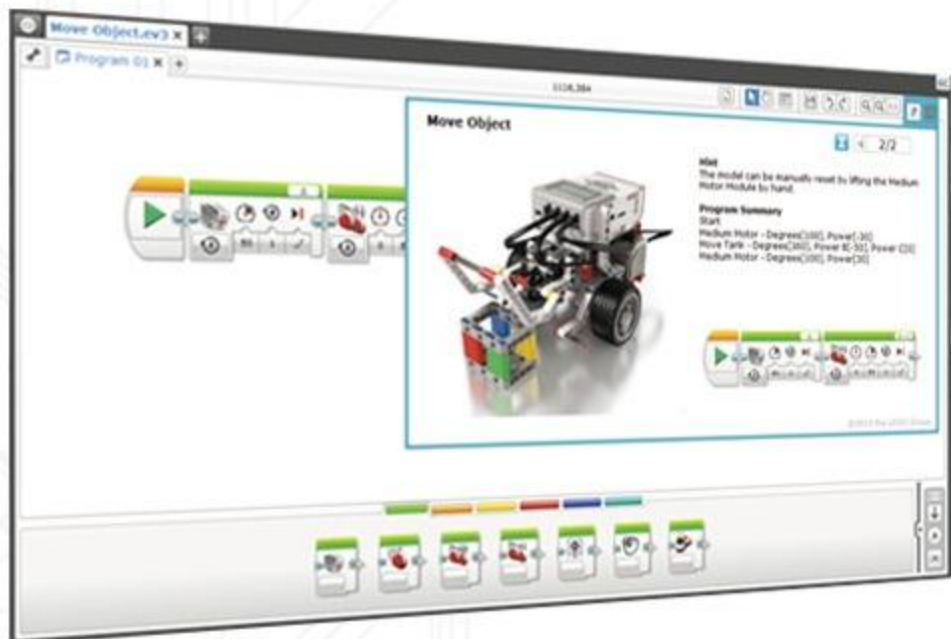 Move Object.ev3
Program 01
Move Object
2/2
Hint
The model can be manually reset by lifting the Medium
Motor Module by hand.
Program Summary
Start
Medium Motor - Degrees[100], Power[-30]
Move Tank - Degrees[360], Power B[-50], Power C[0]
Medium Motor - Degrees[100], Power[30]